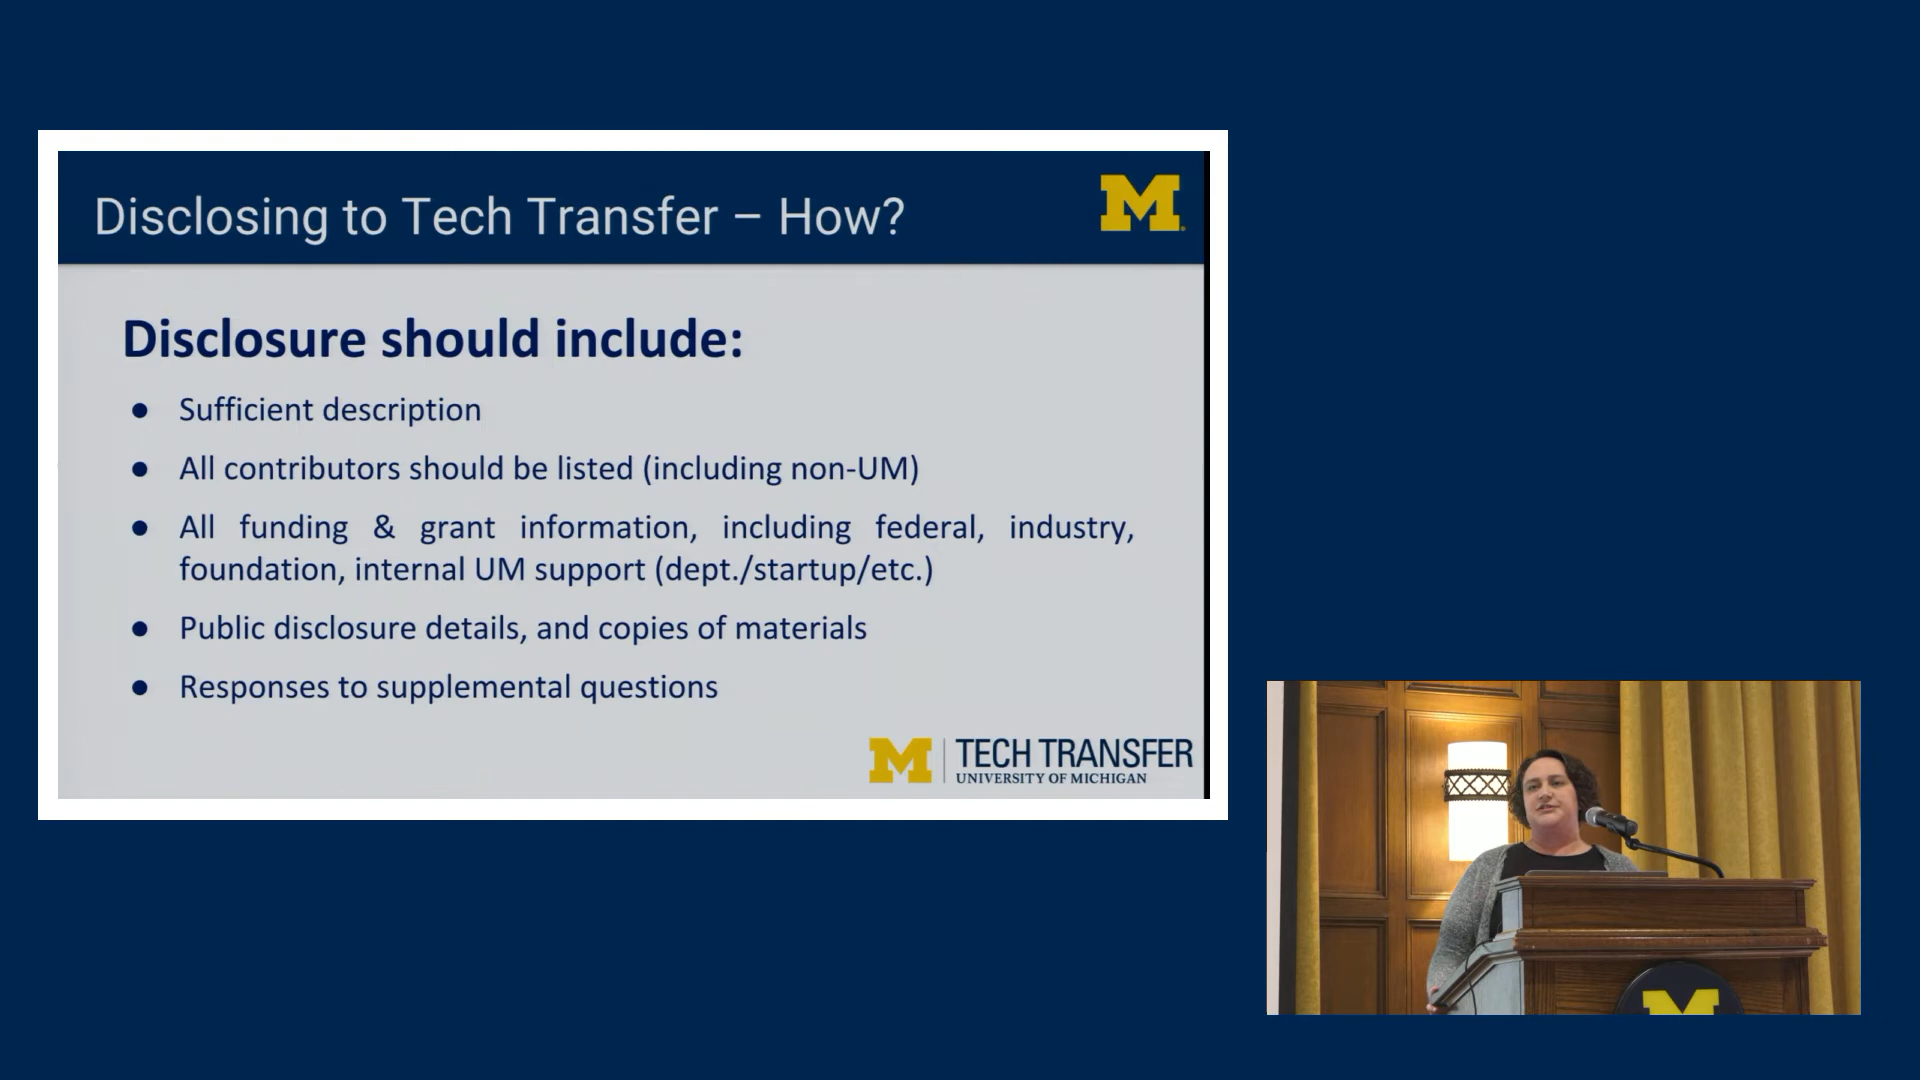 Disclosing to Tech Transfer – How?
M
Disclosure should include:
● Sufficient description
● All contributors should be listed (including non-UM)
● All funding & grant information, including federal, industry,
foundation, internal UM support (dept./startup/etc.)
● Public disclosure details, and copies of materials
● Responses to supplemental questions
M | TECH TRANSFER
UNIVERSITY OF MICHIGAN
M